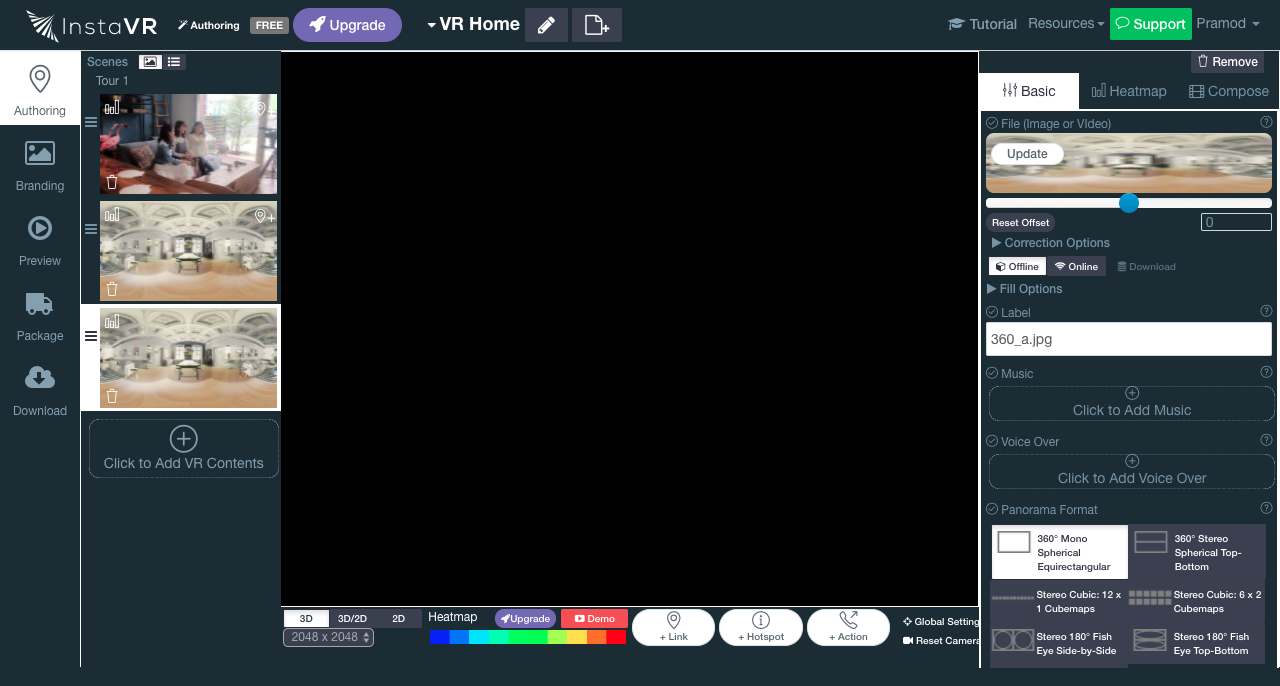 InstaVR
Authoring
FREE
Upgrade
VR Home
Tutorial
Resources
Support
Pramod
Authoring
Branding
Preview
Package
Download
Scenes
Tour 1
Click to Add VR Contents
3D
3D/2D
2D
2048 x 2048
Heatmap
Upgrade
Demo
+ Link
+ Hotspot
+ Action
Global Setting
Reset Camera
Remove
Basic
Heatmap
Compose
File (Image or VIdeo)
Update
Reset Offset
0
Correction Options
Offline
Online
Download
Fill Options
Label
360_a.jpg
Music
Click to Add Music
Voice Over
Click to Add Voice Over
Panorama Format
360° Mono
Spherical
Equirectangular
360° Stereo
Spherical Top-
Bottom
Stereo Cubic: 12 x
1 Cubemaps
Stereo Cubic: 6 x 2
Cubemaps
Stereo 180° Fish
Eye Side-by-Side
Stereo 180° Fish
Eye Top-Bottom